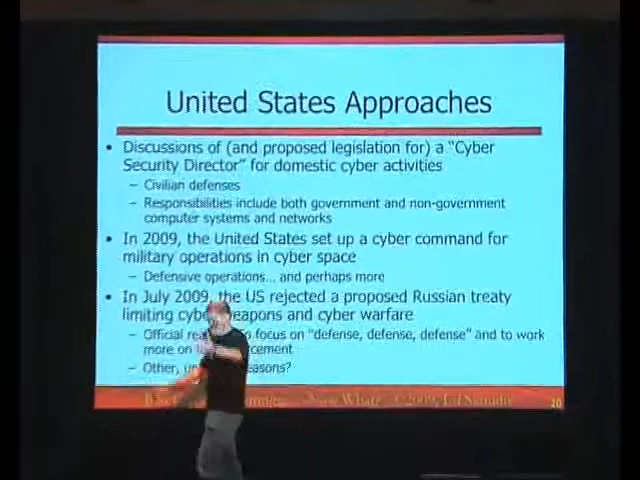 United States Approaches
• Discussions of (and proposed legislation for) a "Cyber
Security Director" for domestic cyber activities
– Civilian defenses
– Responsibilities include both government and non-government
computer systems and networks
• In 2009, the United States set up a cyber command for
military operations in cyber space
– Defensive operations... and perhaps more
• In July 2009, the US rejected a proposed Russian treaty
limiting cyber weapons and cyber warfare
– Official focus on "defense, defense, defense" and to work
more on
– Other,
20